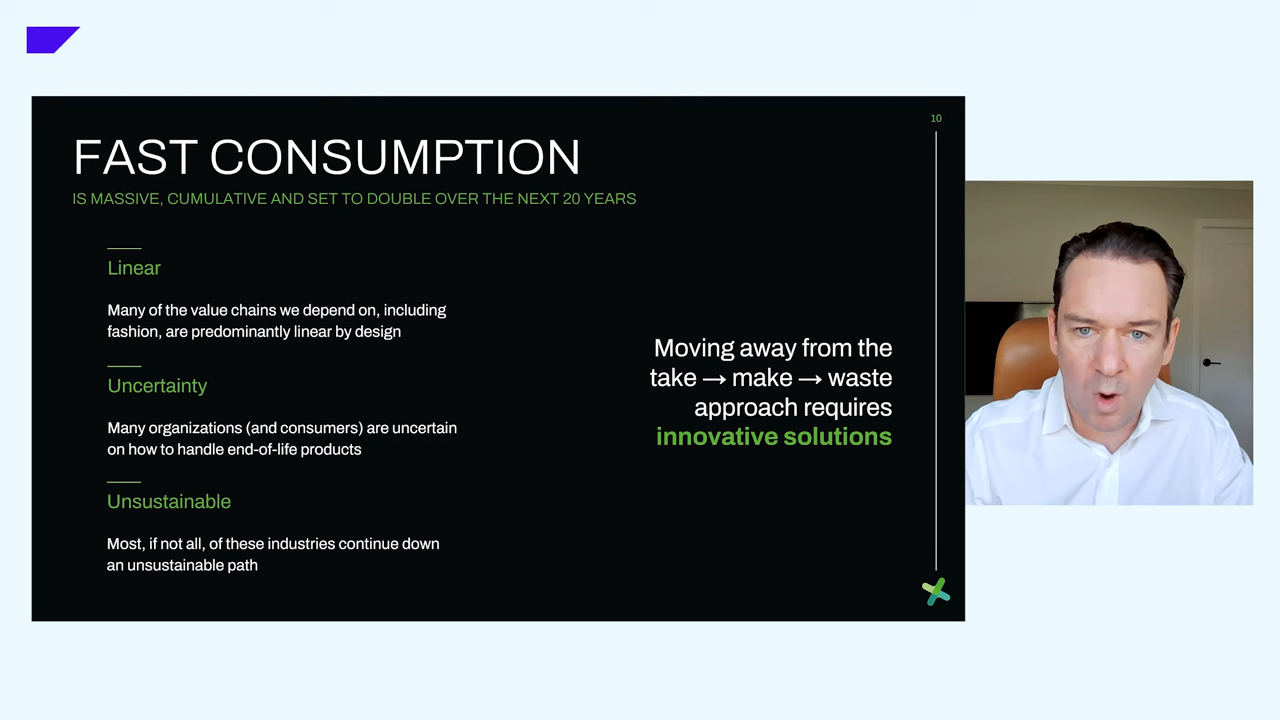 10
FAST CONSUMPTION
IS MASSIVE, CUMULATIVE AND SET TO DOUBLE OVER THE NEXT 20 YEARS
Linear
Many of the value chains we depend on, including
fashion, are predominantly linear by design
Uncertainty
Many organizations (and consumers) are uncertain
on how to handle end-of-life products
Unsustainable
Most, if not all, of these industries continue down
an unsustainable path
Moving away from the
take → make → waste
approach requires
innovative solutions